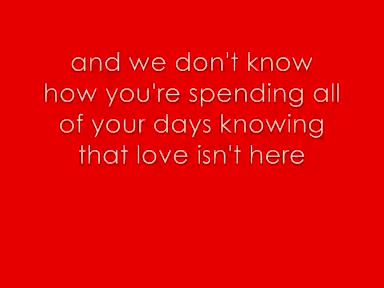 and we don't know
how you're spending all
of your days knowing
that love isn't here